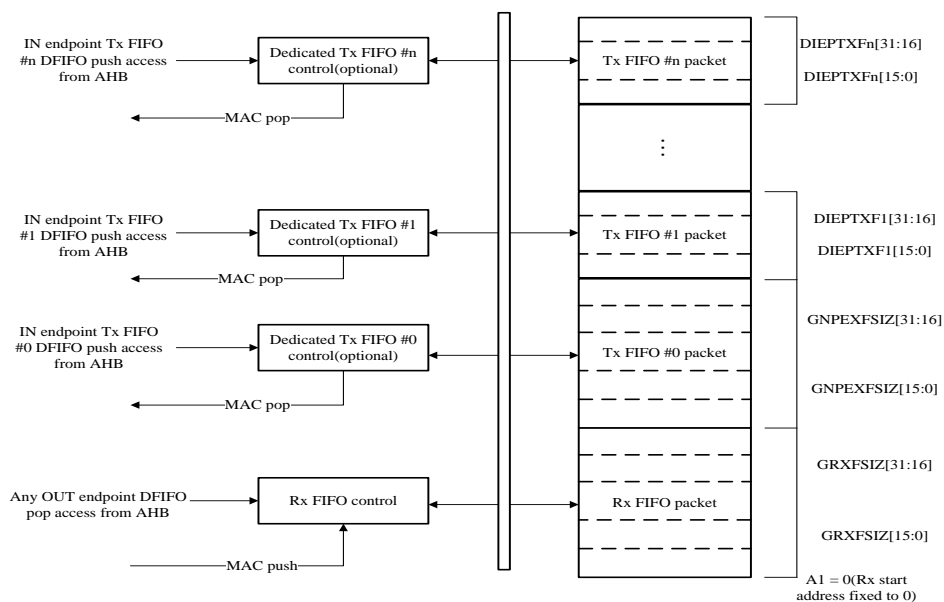 IN endpoint Tx FIFO
#n DFIFO push access
from AHB
Dedicated Tx FIFO #n
control(optional)
MAC pop
Tx FIFO #n packet
DIEPTXFn[31:16]
DIEPTXFn[15:0]
...
IN endpoint Tx FIFO
#1 DFIFO push access
from AHB
Dedicated Tx FIFO #1
control(optional)
MAC pop
Tx FIFO #1 packet
DIEPTXF1[31:16]
DIEPTXF1[15:0]
IN endpoint Tx FIFO
#0 DFIFO push access
from AHB
Dedicated Tx FIFO #0
control(optional)
MAC pop
Tx FIFO #0 packet
GNPEXFSIZ[31:16]
GNPEXFSIZ[15:0]
Any OUT endpoint DFIFO
pop access from AHB
Rx FIFO control
MAC push
Rx FIFO packet
GRXFSIZ[31:16]
GRXFSIZ[15:0]
A1 = 0(Rx start
address fixed to 0)